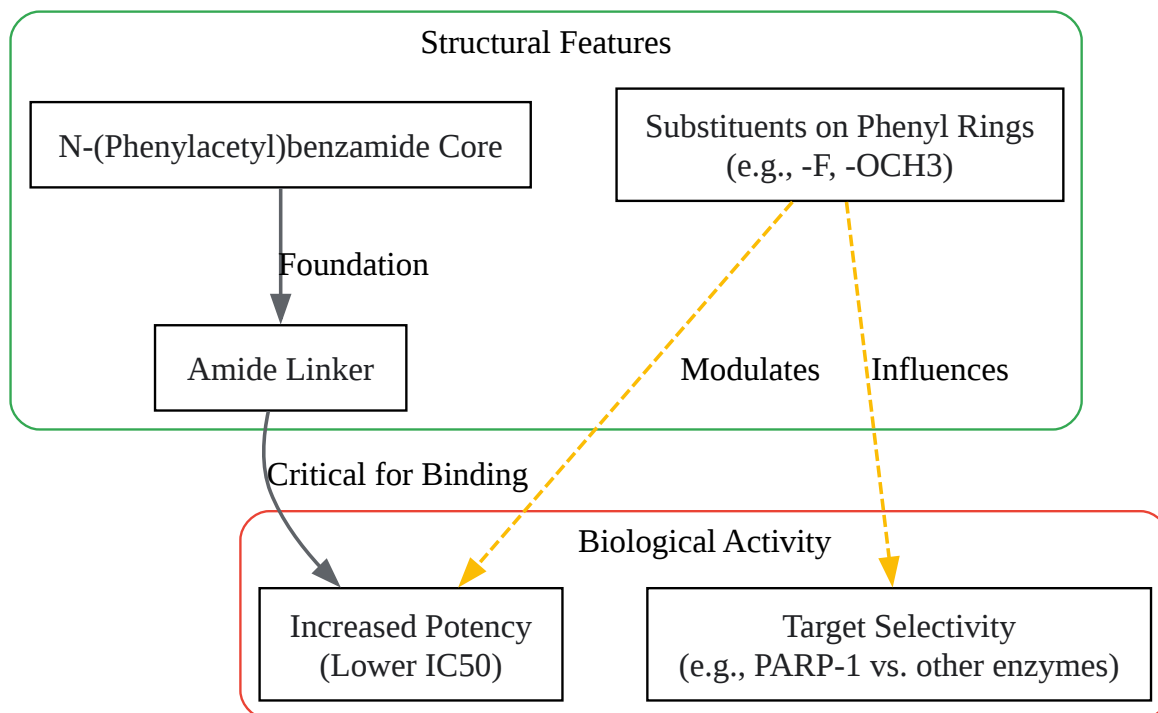 Structural Features
N-(Phenylacetyl)benzamide Core
Substituents on Phenyl Rings
(e.g., -F, -OCH3)
Foundation
Amide Linker
Modulates
Influences
Critical for Binding
Biological Activity
Increased Potency
(Lower IC50)
Target Selectivity
(e.g., PARP-1 vs. other enzymes)